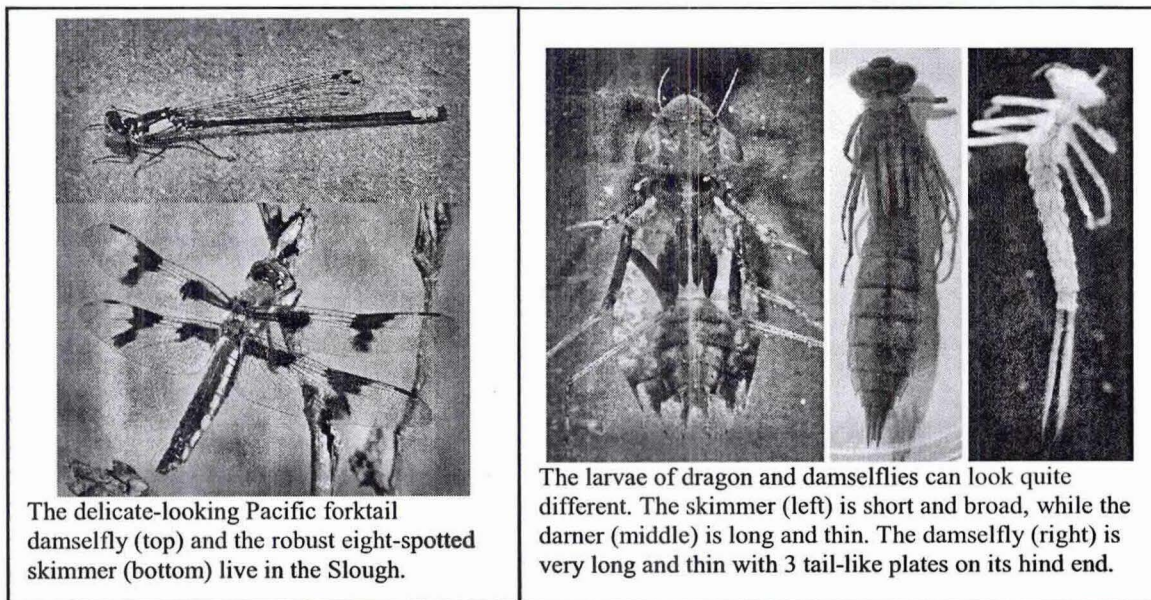 The delicate-looking Pacific forktail
damselfly (top) and the robust eight-spotted
skimmer (bottom) live in the Slough.
The larvae of dragon and damselflies can look quite
different. The skimmer (left) is short and broad, while the
darner (middle) is long and thin. The damselfly (right) is
very long and thin with 3 tail-like plates on its hind end.